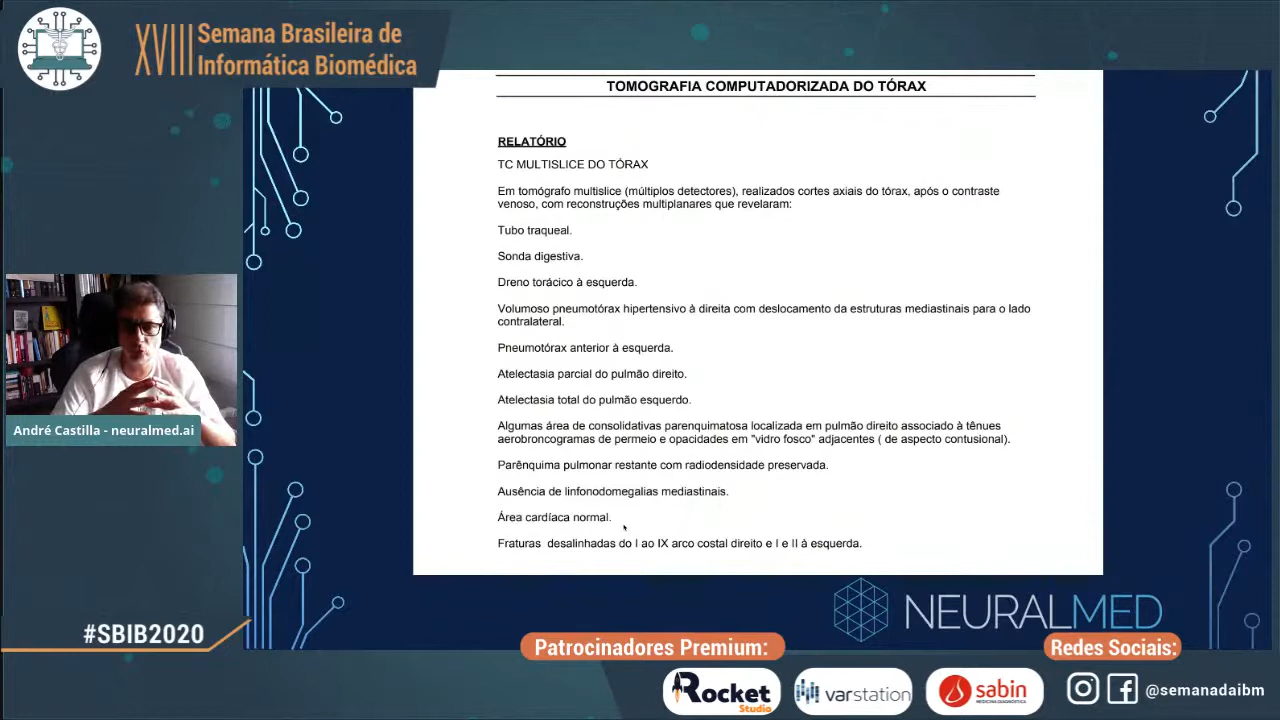 XVIII Semana Brasileira de
Informática Biomédica
TOMOGRAFIA COMPUTADORIZADA DO TÓRAX
RELATÓRIO
TC MULTISLICE DO TÓRAX
Em tomógrafo multislice (múltiplos detectores), realizados cortes axiais do tórax, após o contraste
venoso, com reconstruções multiplanares que revelaram:
Tubo traqueal.
Sonda digestiva.
Dreno torácico à esquerda.
Volumoso pneumotórax hipertensivo à direita com deslocamento da estruturas mediastinais para o lado
contralateral.
Pneumotórax anterior à esquerda.
Atelectasia parcial do pulmão direito.
Atelectasia total do pulmão esquerdo.
Algumas área de consolidativas parenquimatosa localizada em pulmão direito associado à tênues
aerobroncogramas de permeio e opacidades em "vidro fosco" adjacentes ( de aspecto contusional).
Parênquima pulmonar restante com radiodensidade preservada.
Ausência de linfonodomegalias mediastinais.
Área cardíaca normal.
Fraturas desalinhadas do I ao IX arco costal direito e I e II à esquerda.
André Castilla - neuralmed.ai
NEURALMED
#SBIB2020
Patrocinadores Premium:
Redes Sociais:
Rocket
Studio
varstation
sabin
MEDICINA DIAGNÓSTICA
@semanadaibm